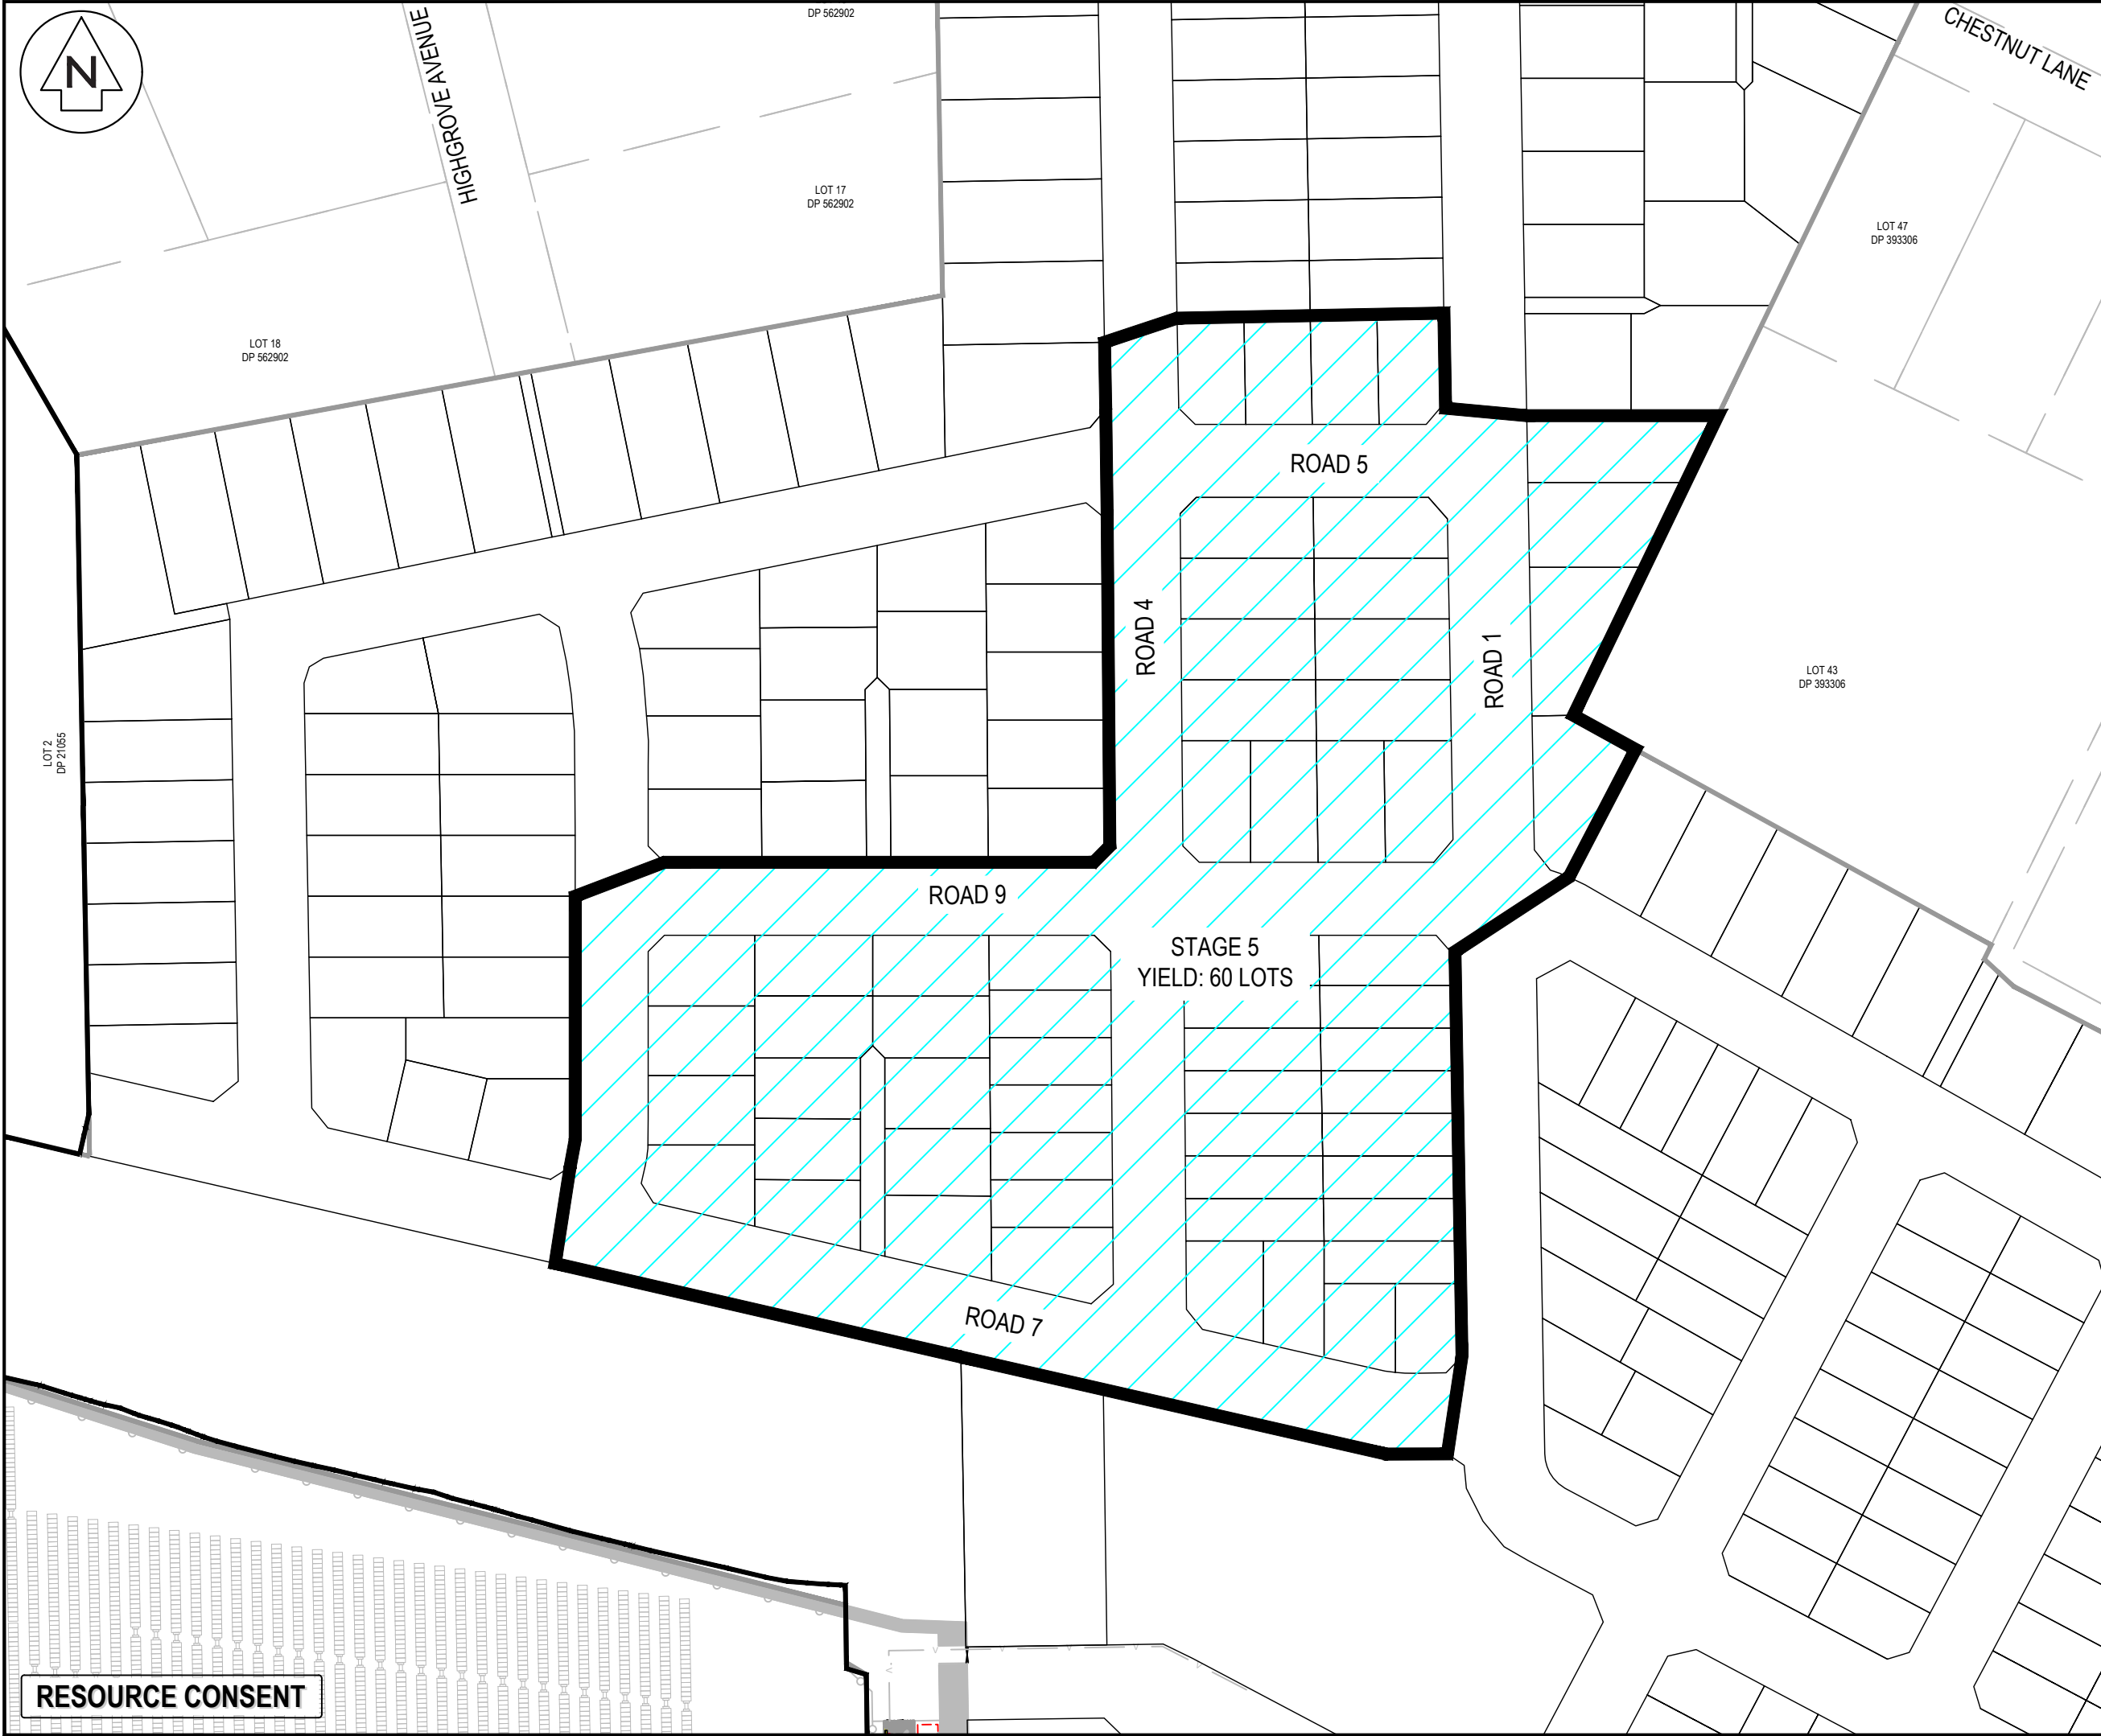 DP 562902
CHESTNUT LANE
N
HIGHGROVE AVENUE
LOT 17
DP 562902
LOT 47
DP 393306
LOT 18
DP 562902
ROAD 5
ROAD 4
ROAD 1
LOT 43
DP 393306
LOT 2
DP 21055
ROAD 9
STAGE 5
YIELD: 60 LOTS
ROAD 7
RESOURCE CONSENT